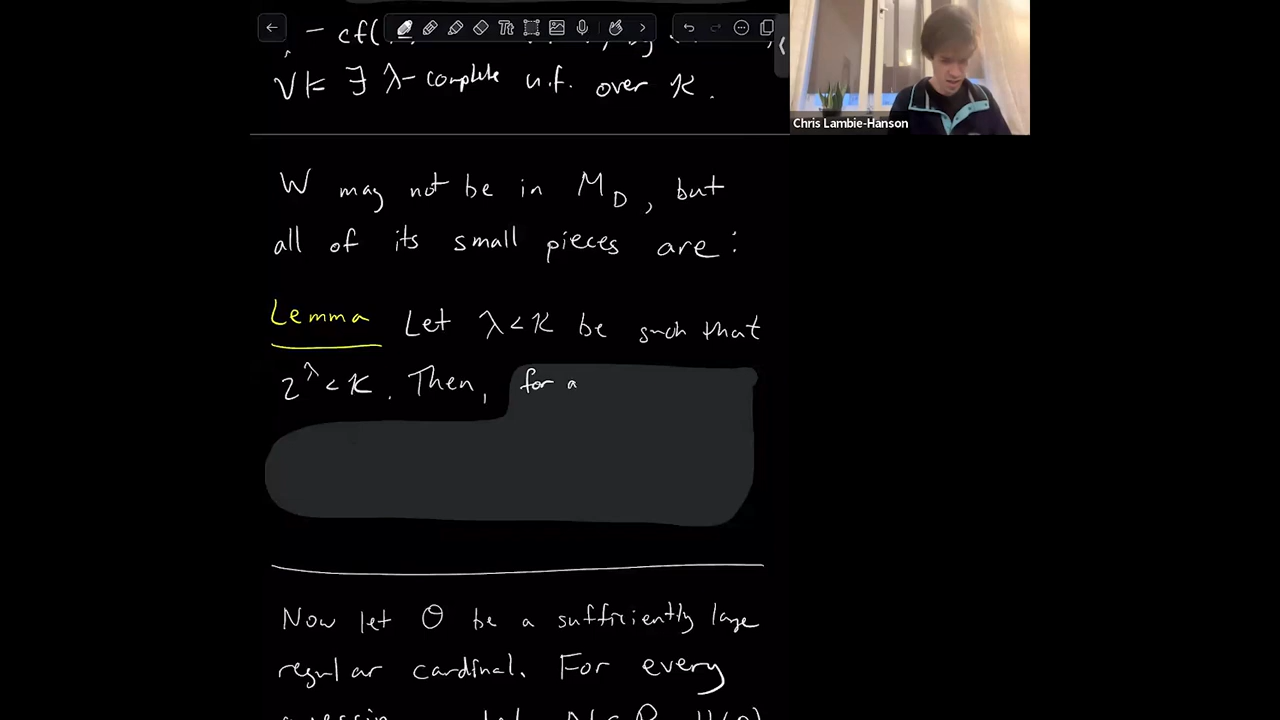 - cf(
V ⊨ ∃ λ-complete u.f. over κ.
Chris Lambie-Hanson
W may not be in M_D, but
all of its small pieces are:
Lemma Let λ<κ be such that
2^λ < κ. Then, for a
Now let θ be a sufficiently large
regular cardinal. For every